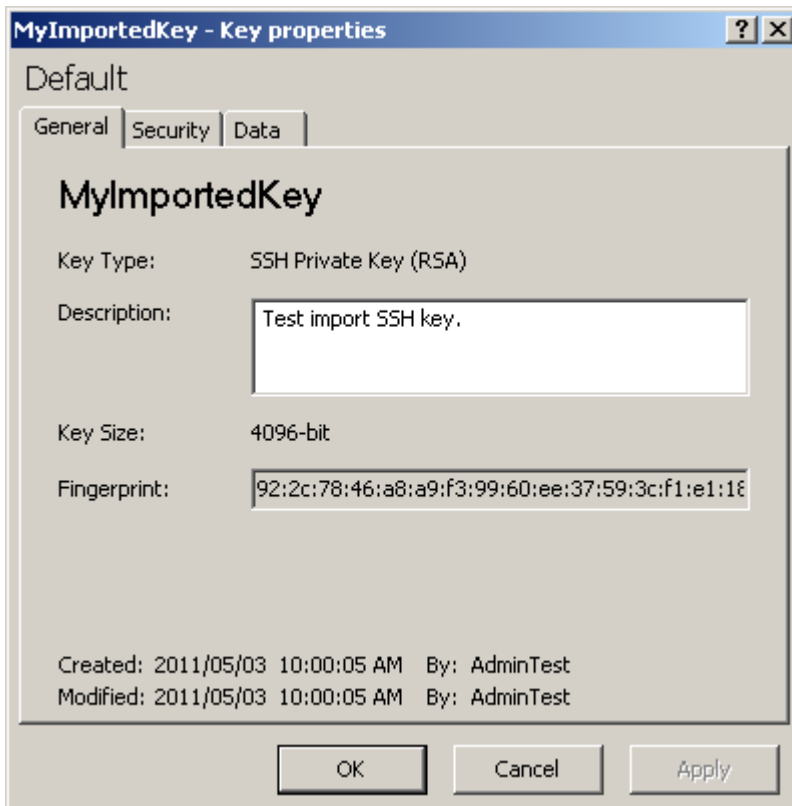 MyImportedKey - Key properties
Default
General Security Data
MyImportedKey
Key Type: SSH Private Key (RSA)
Description: Test import SSH key.
Key Size: 4096-bit
Fingerprint: 92:2c:78:46:a8:a9:f3:99:60:ee:37:59:3c:f1:e1:18
Created: 2011/05/03 10:00:05 AM By: AdminTest
Modified: 2011/05/03 10:00:05 AM By: AdminTest
OK Cancel Apply